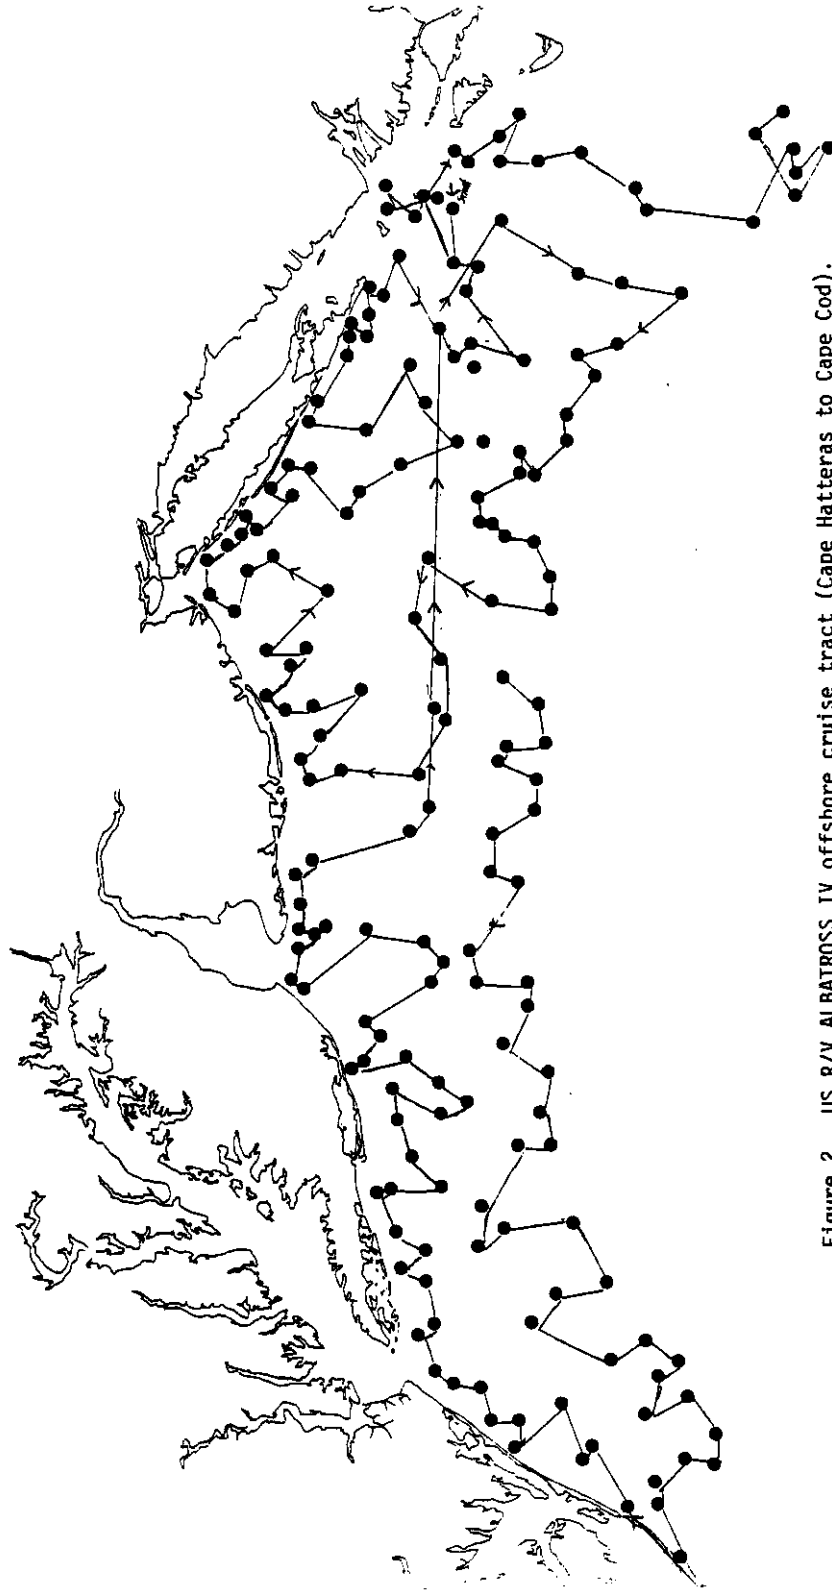 Figure 2. US R/V ALBATROSS IV offshore cruise tract (Cape Hatteras to Cape Cod).